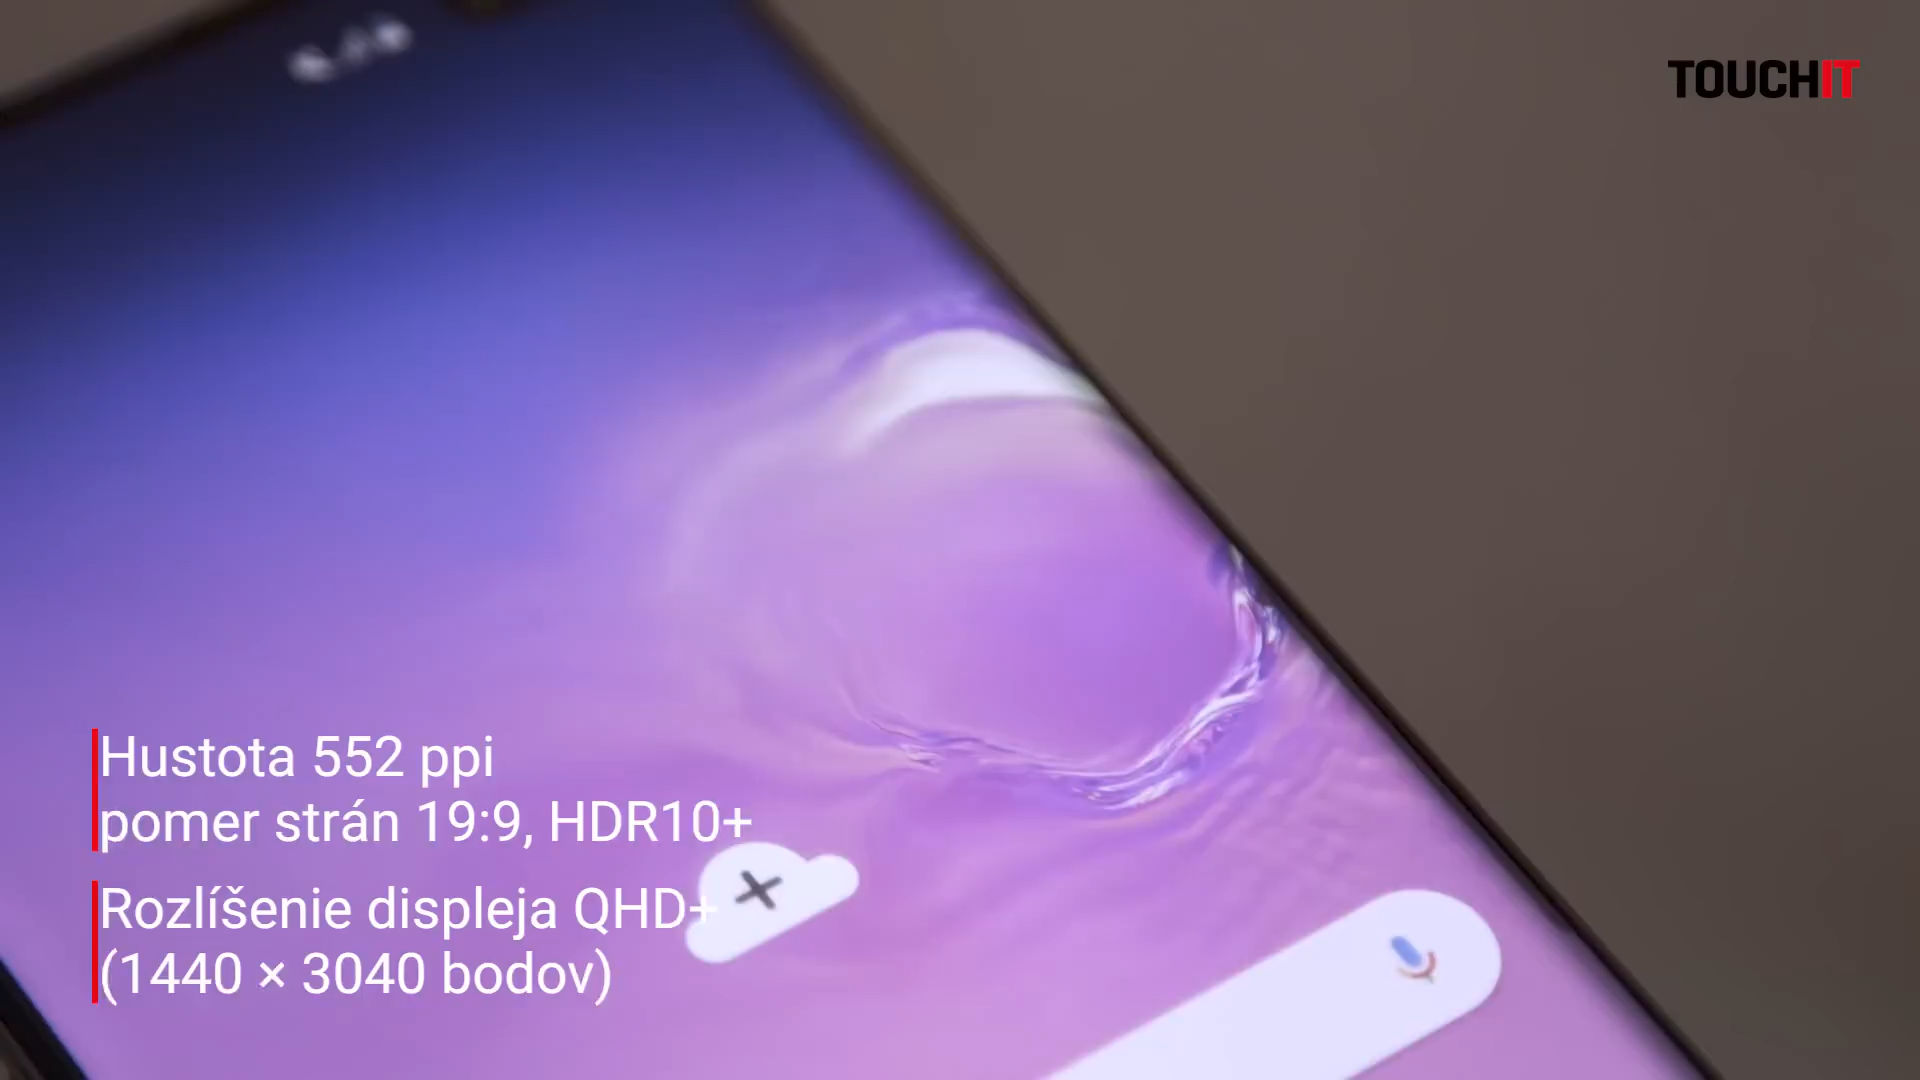 TOUCHIT
Hustota 552 ppi
pomer strán 19:9, HDR10+
Rozlíšenie displeja QHD+
(1440 × 3040 bodov)